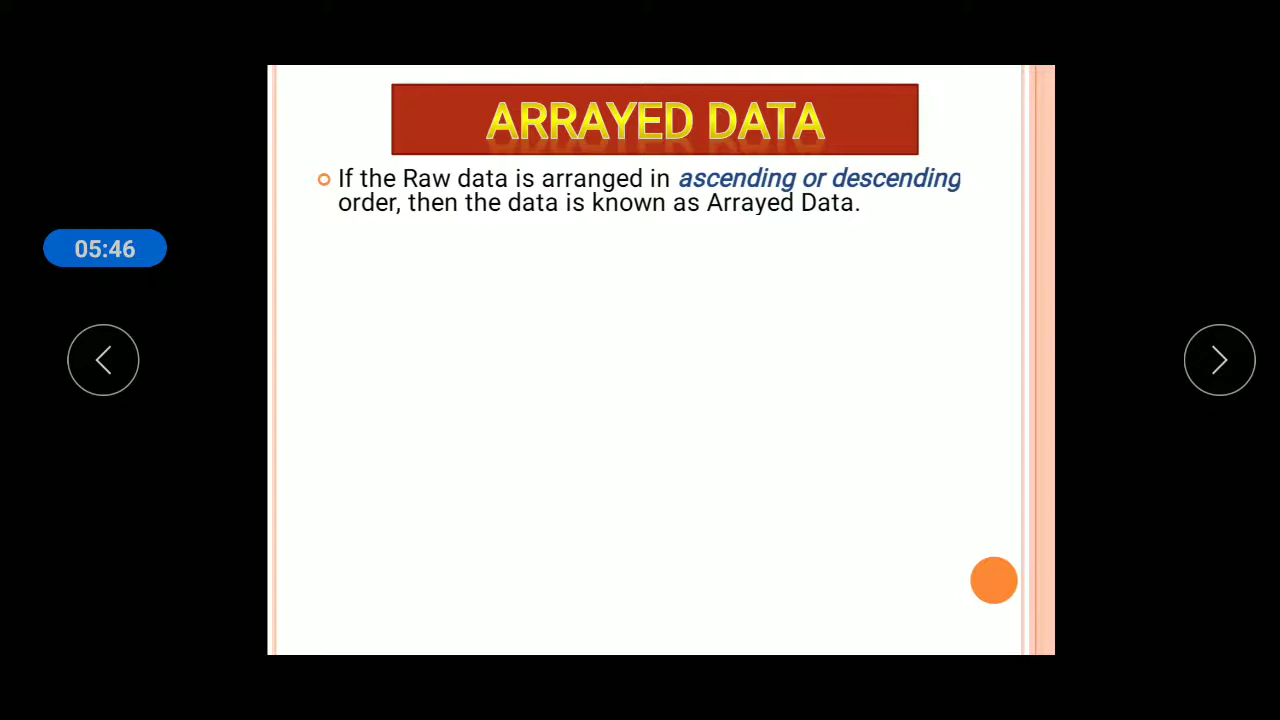 ARRAYED DATA
If the Raw data is arranged in ascending or descending
order, then the data is known as Arrayed Data.
05:46